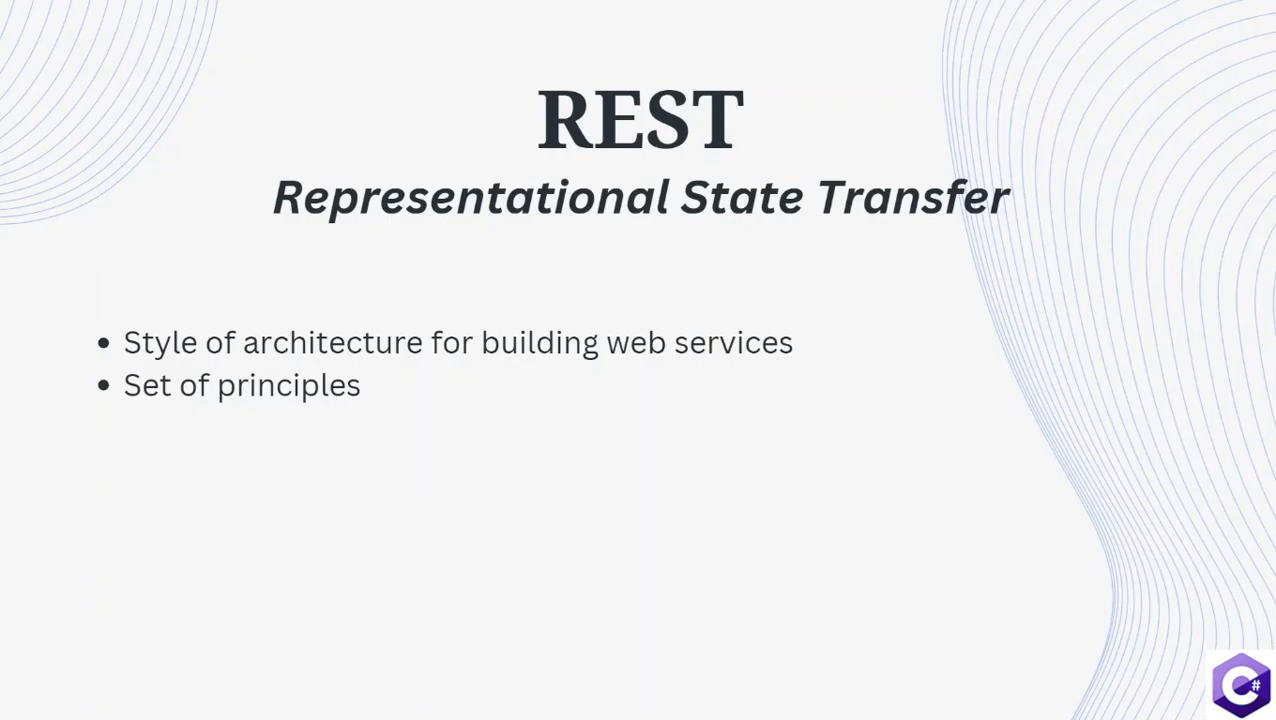 REST
Representational State Transfer
• Style of architecture for building web services
• Set of principles
C#